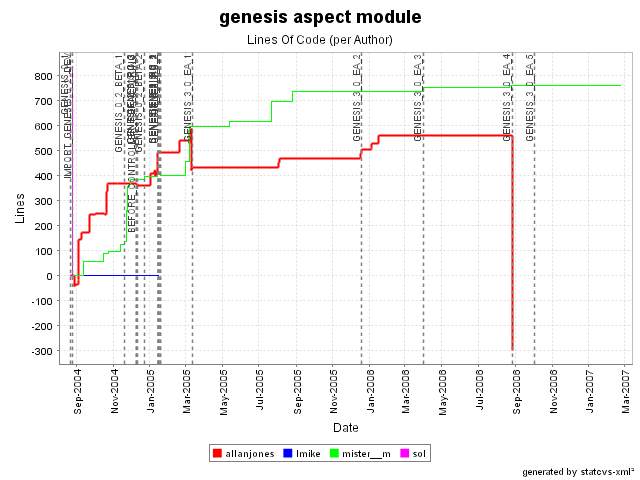 genesis aspect module
Lines Of Code (per Author)
Lines
800
700
600
500
400
300
200
100
0
-100
-200
-300
GENESIS_0_2_BETA_1
GENESIS_3_0_EA_1
GENESIS_3_0_EA_2
GENESIS_3_0_EA_3
GENESIS_3_0_EA_4
GENESIS_3_0_EA_5
Sep-2004
Nov-2004
Jan-2005
Mar-2005
May-2005
Jul-2005
Sep-2005
Nov-2005
Jan-2006
Mar-2006
May-2006
Jul-2006
Sep-2006
Nov-2006
Jan-2007
Mar-2007
Date
allanjones lmike mister__m sol
generated by statcvs-xml²